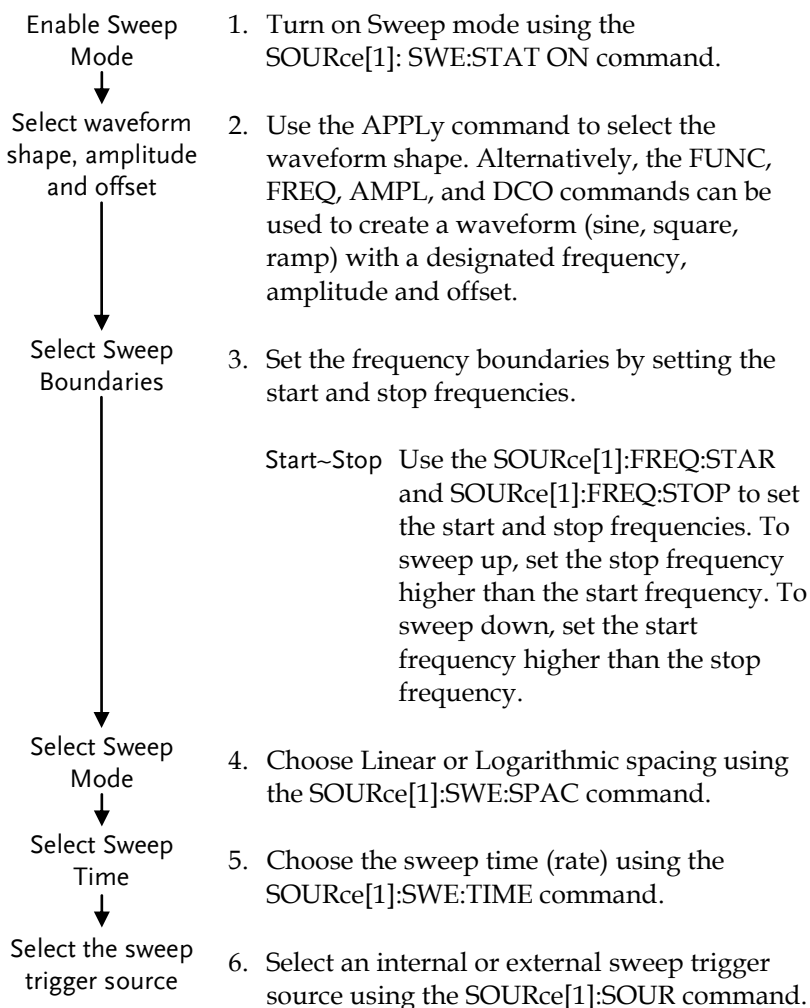 Enable Sweep
Mode
1. Turn on Sweep mode using the
SOURce[1]: SWE:STAT ON command.
Select waveform
shape, amplitude
and offset
2. Use the APPLy command to select the
waveform shape. Alternatively, the FUNC,
FREQ, AMPL, and DCO commands can be
used to create a waveform (sine, square,
ramp) with a designated frequency,
amplitude and offset.
Select Sweep
Boundaries
3. Set the frequency boundaries by setting the
start and stop frequencies.
Start~Stop Use the SOURce[1]:FREQ:STAR
and SOURce[1]:FREQ:STOP to set
the start and stop frequencies. To
sweep up, set the stop frequency
higher than the start frequency. To
sweep down, set the start
frequency higher than the stop
frequency.
Select Sweep
Mode
4. Choose Linear or Logarithmic spacing using
the SOURce[1]:SWE:SPAC command.
Select Sweep
Time
5. Choose the sweep time (rate) using the
SOURce[1]:SWE:TIME command.
Select the sweep
trigger source
6. Select an internal or external sweep trigger
source using the SOURce[1]:SOUR command.